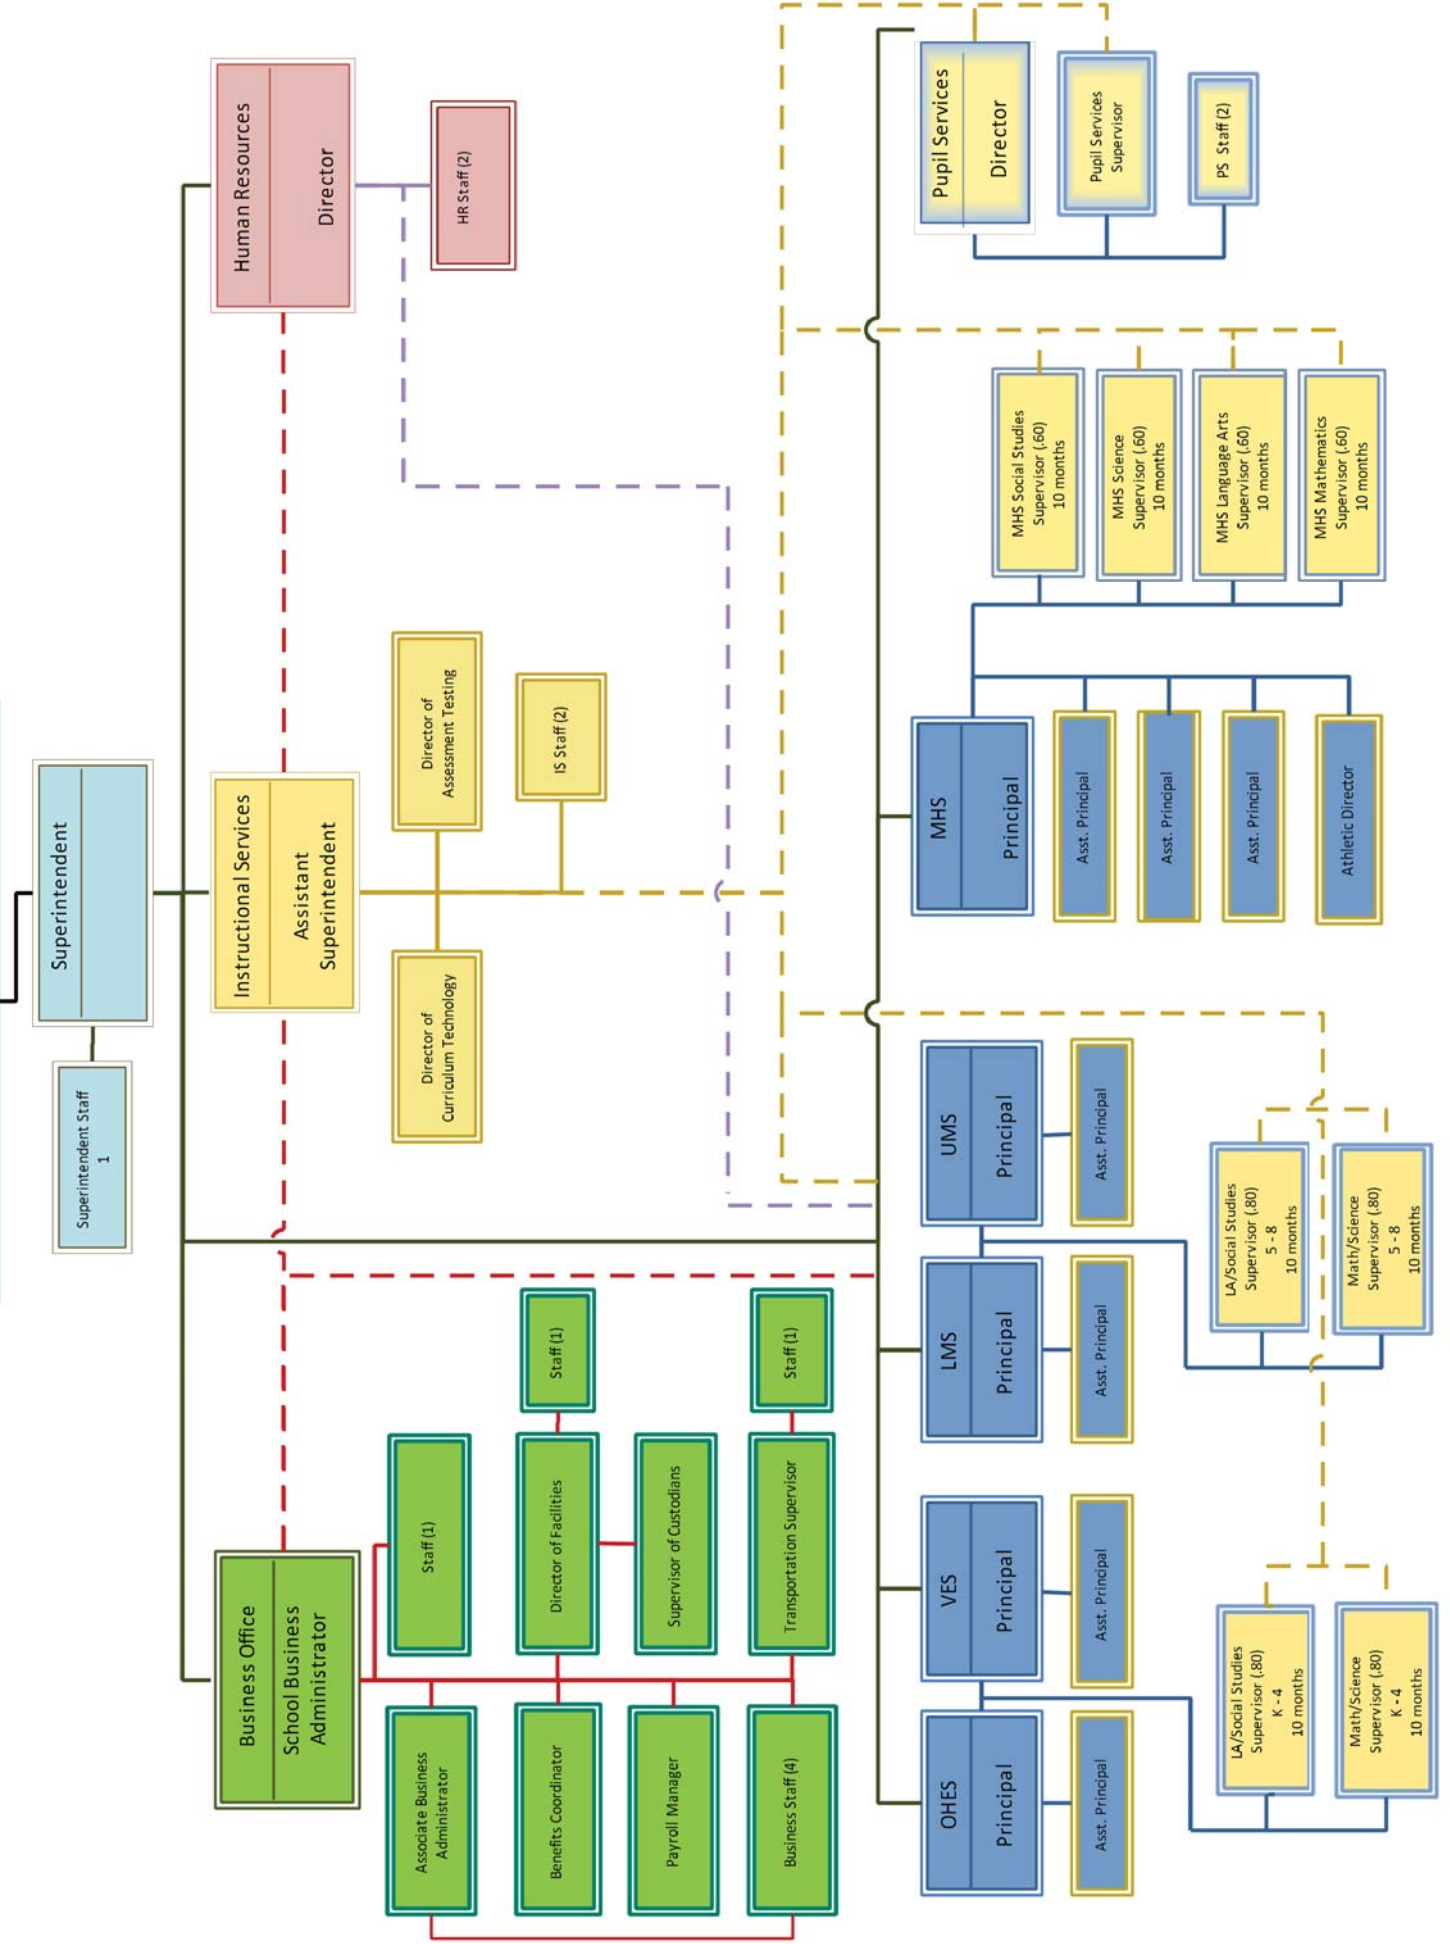 Superintendent
Superintendent Staff
1
Business Office
School Business
Administrator
Instructional Services
Assistant
Superintendent
Human Resources
Director
Associate Business
Administrator
Staff (1)
Benefits Coordinator
Director of Facilities
Staff (1)
Payroll Manager
Supervisor of Custodians
Business Staff (4)
Transportation Supervisor
Staff (1)
Director of
Curriculum Technology
Director of
Assessment Testing
IS Staff (2)
HR Staff (2)
OHES
Principal
Asst. Principal
VES
Principal
Asst. Principal
LA/Social Studies
Supervisor (.80)
K - 4
10 months
Math/Science
Supervisor (.80)
K - 4
10 months
LMS
Principal
Asst. Principal
UMS
Principal
Asst. Principal
LA/Social Studies
Supervisor (.80)
5 - 8
10 months
Math/Science
Supervisor (.80)
5 - 8
10 months
MHS
Principal
Asst. Principal
Asst. Principal
Asst. Principal
Athletic Director
MHS Social Studies
Supervisor (.60)
10 months
MHS Science
Supervisor (.60)
10 months
MHS Language Arts
Supervisor (.60)
10 months
MHS Mathematics
Supervisor (.60)
10 months
Pupil Services
Director
Pupil Services
Supervisor
PS Staff (2)